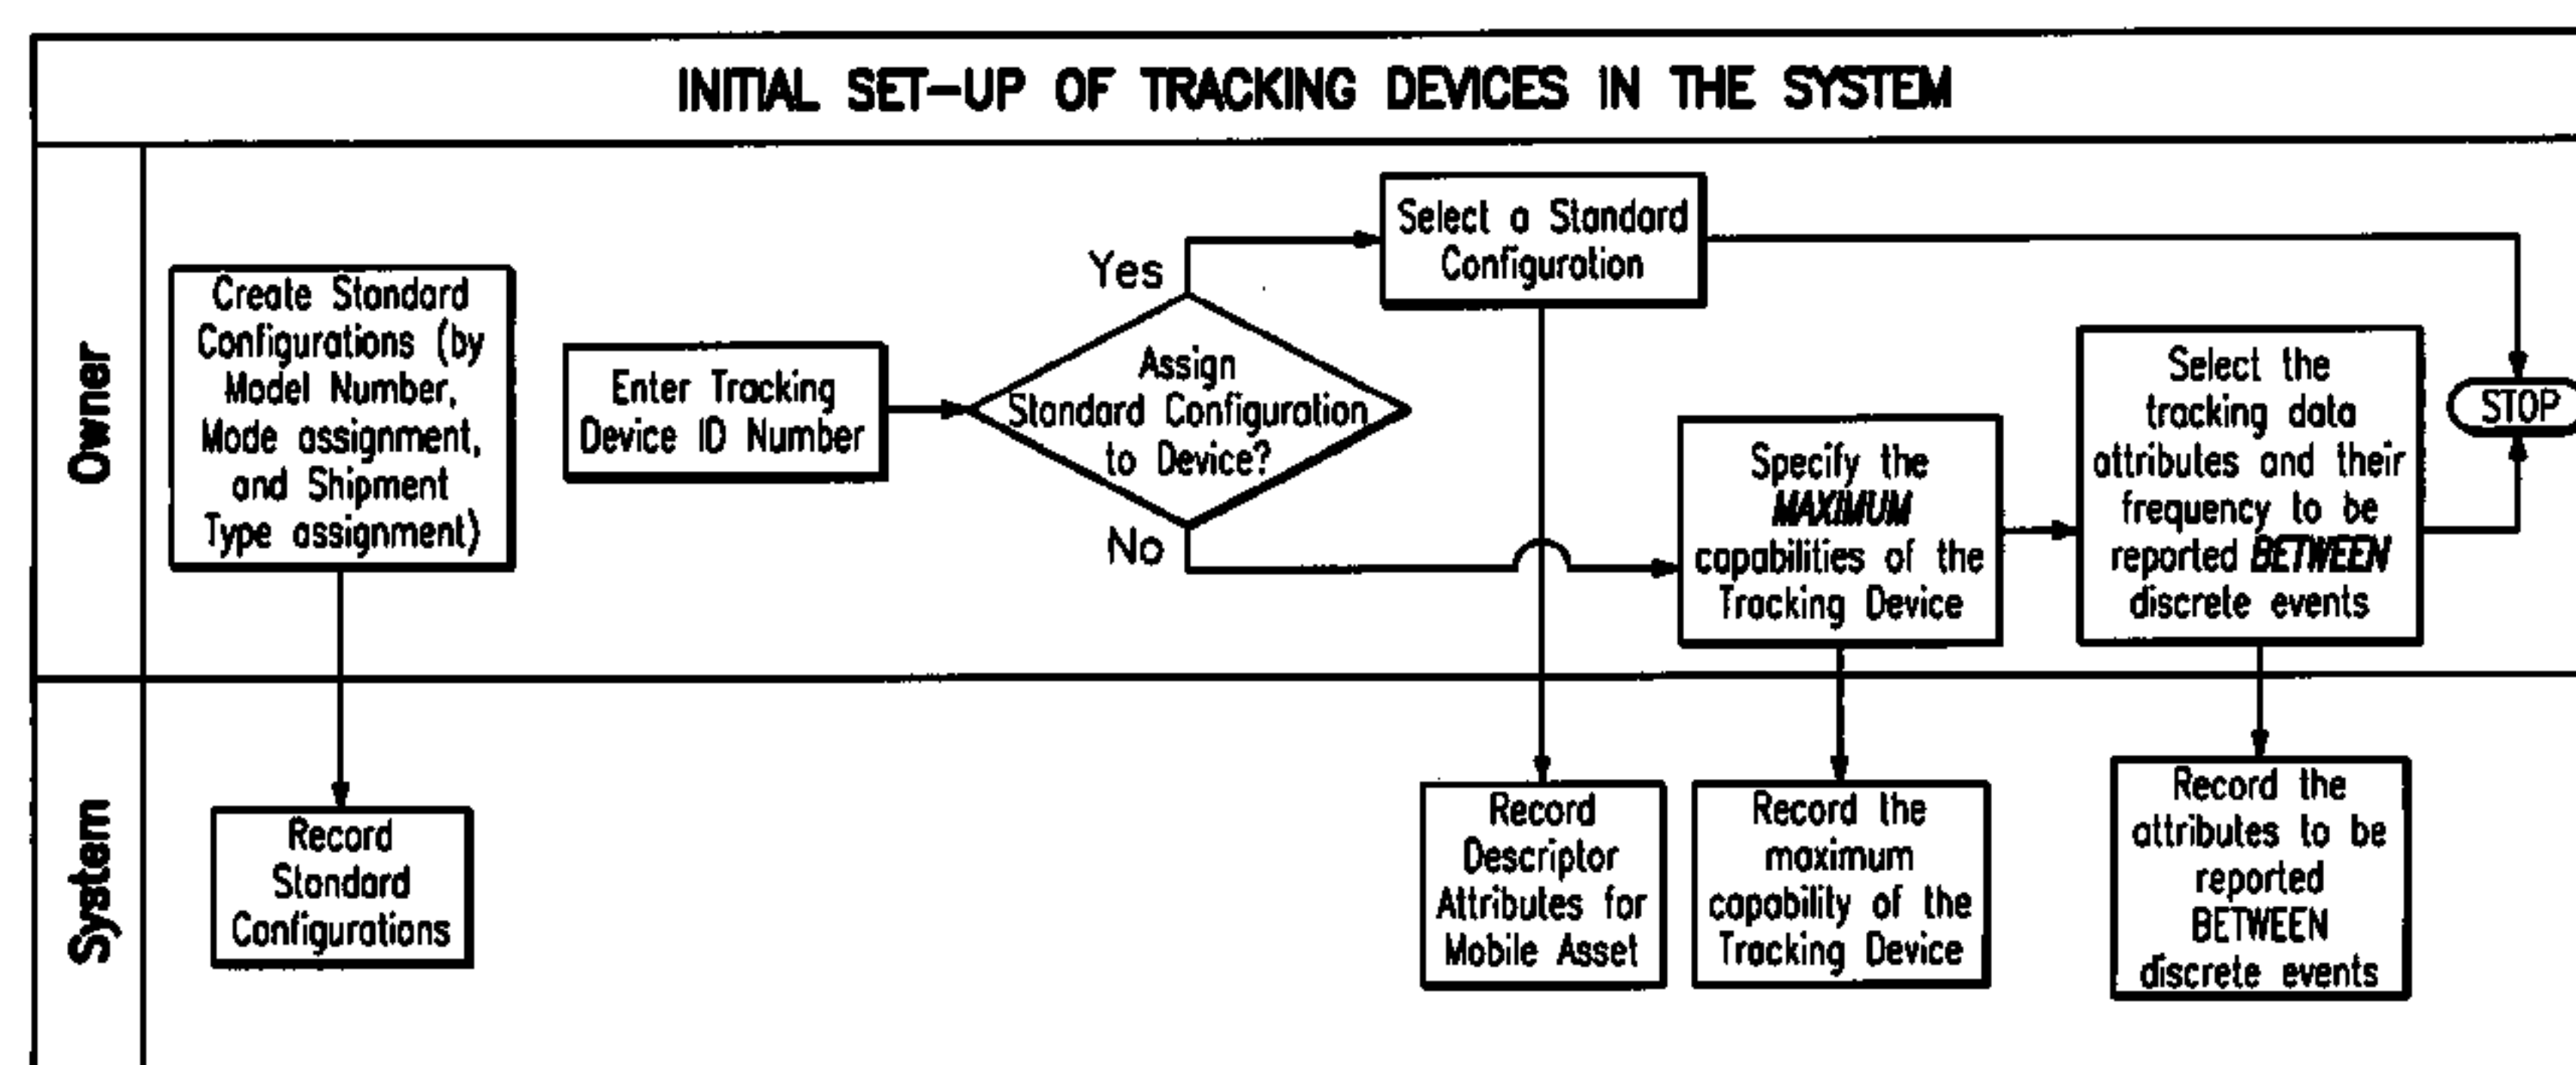 INITIAL SET-UP OF TRACKING DEVICES IN THE SYSTEM
Owner
Create Standard
Configurations (by
Model Number,
Mode assignment,
and Shipment
Type assignment)
Enter Tracking
Device ID Number
Yes
Assign
Standard Configuration
to Device?
No
Select a Standard
Configuration
Specify the
MAXIMUM
capabilities of the
Tracking Device
Select the
tracking data
attributes and their
frequency to be
reported BETWEEN
discrete events
STOP
System
Record
Standard
Configurations
Record
Descriptor
Attributes for
Mobile Asset
Record the
maximum
capability of the
Tracking Device
Record the
attributes to be
reported
BETWEEN
discrete events